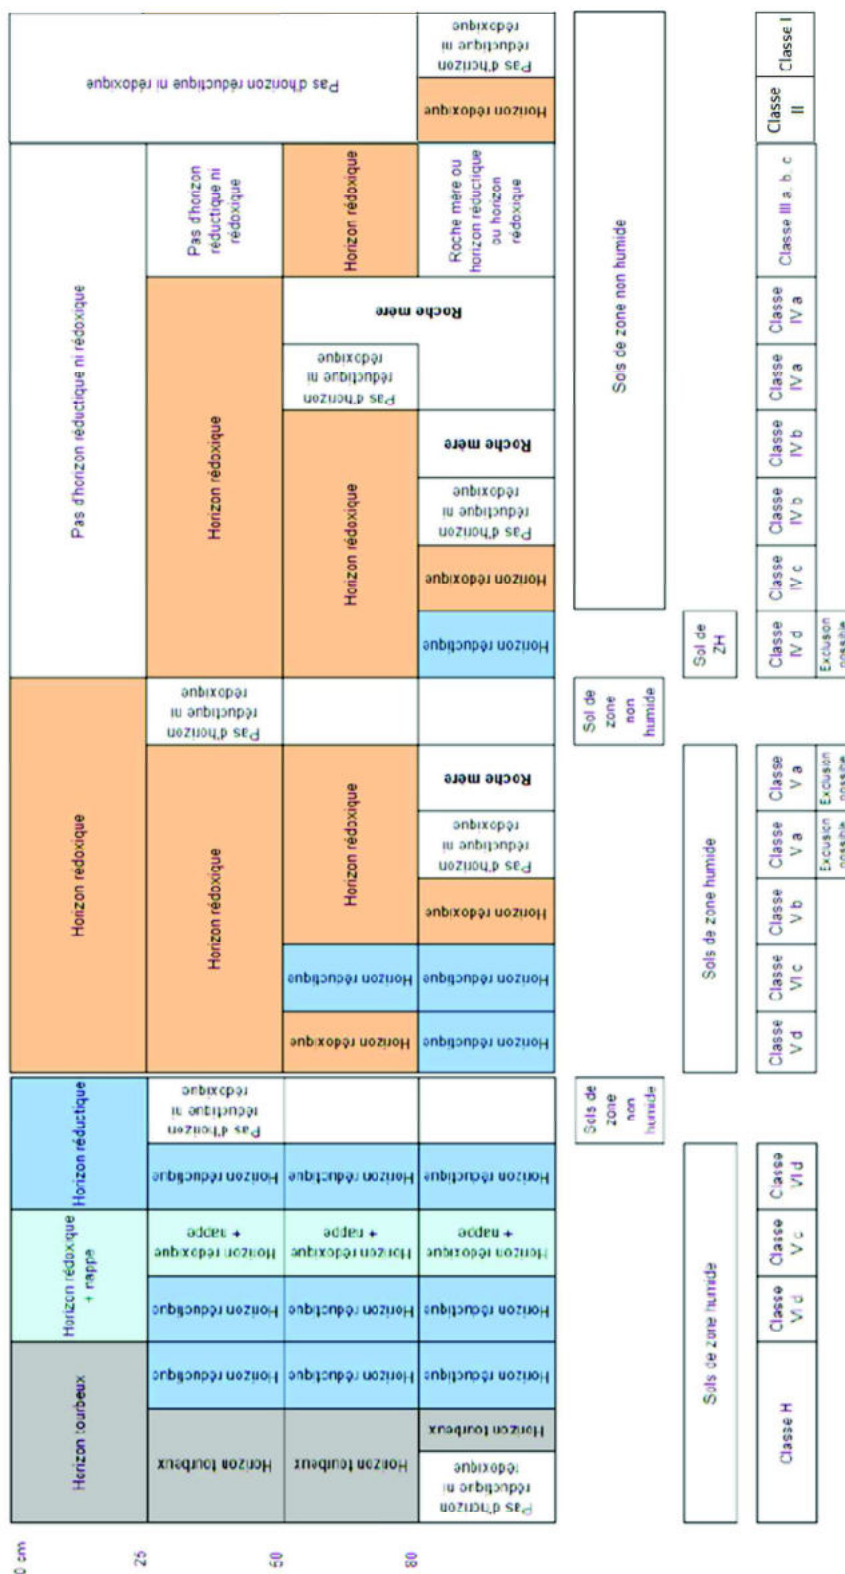 0 cm
Horizon tourbeux
Horizon rédoxique
+ nappe
Horizon réductique
Horizon rédoxique
Pas d'horizon réductique ni rédoxique
Pas d'horizon réductique ni rédoxique
25
Horizon tourbeux
Horizon réductique
Horizon réductique
Horizon rédoxique
+ nappe
Horizon réductique
Pas d'horizon
réductique ni
rédoxique
Horizon rédoxique
Pas d'horizon
réductique ni
rédoxique
Horizon rédoxique
Pas d'horizon
réductique ni
rédoxique
50
Horizon tourbeux
Horizon réductique
Horizon réductique
Horizon rédoxique
+ nappe
Horizon réductique
Horizon rédoxique
Horizon réductique
Horizon rédoxique
Horizon rédoxique
Pas d'horizon
réductique ni
rédoxique
Roche mère
Horizon rédoxique
80
Pas d'horizon
réductique ni
rédoxique
Horizon tourbeux
Horizon réductique
Horizon réductique
Horizon rédoxique
+ nappe
Horizon réductique
Horizon réductique
Horizon réductique
Horizon rédoxique
Pas d'horizon
réductique ni
rédoxique
Roche mère
Horizon réductique
Horizon rédoxique
Pas d'horizon
réductique ni
rédoxique
Roche mère
Roche mère ou
horizon réductique
ou horizon
rédoxique
Horizon rédoxique
Pas d'horizon
réductique ni
rédoxique
Sols de
zone
non
humide
Sol de
zone
non
humide
Sols de zone non humide
Sols de zone humide
Sols de zone humide
Sol de
ZH
Classe H
Classe
VI d
Classe
V c
Classe
VI d
Classe
V d
Classe
VI c
Classe
V b
Classe
V a
Classe
V a
Classe
IV d
Classe
IV c
Classe
IV b
Classe
IV b
Classe
IV a
Classe
IV a
Classe III a, b, c
Classe
II
Classe I
Exclusion
possible
Exclusion
possible
Exclusion
possible